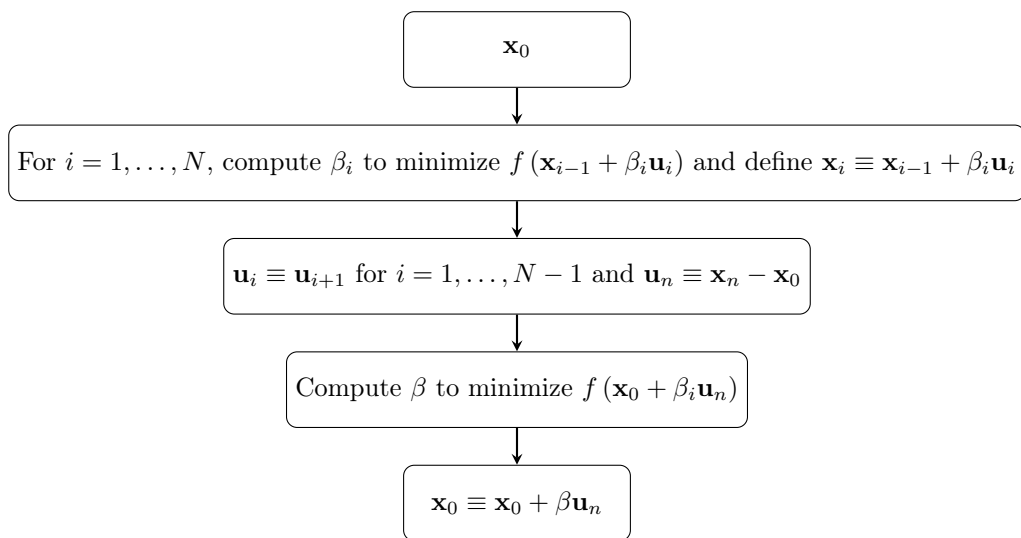 𝐱₀
For i = 1, . . . , N, compute βᵢ to minimize f (𝐱ᵢ₋₁ + βᵢ𝐮ᵢ) and define 𝐱ᵢ ≡ 𝐱ᵢ₋₁ + βᵢ𝐮ᵢ
𝐮ᵢ ≡ 𝐮ᵢ₊₁ for i = 1, . . . , N − 1 and 𝐮ₙ ≡ 𝐱ₙ − 𝐱₀
Compute β to minimize f (𝐱₀ + βᵢ𝐮ₙ)
𝐱₀ ≡ 𝐱₀ + β𝐮ₙ